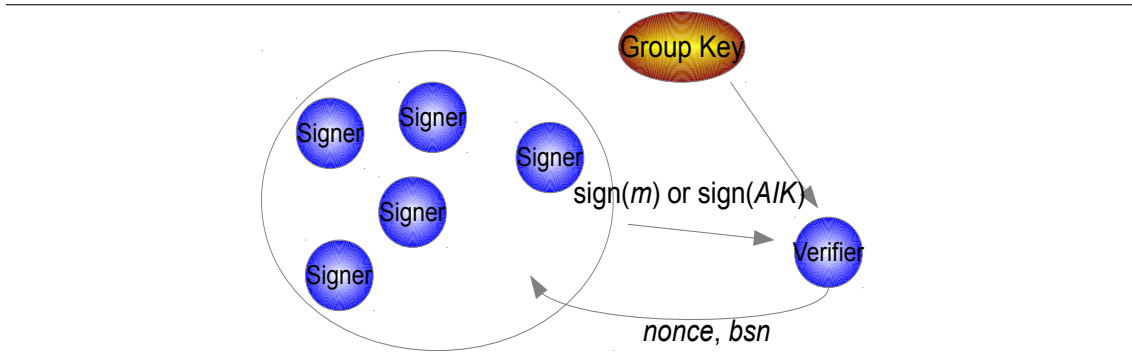 Group Key
Signer
Signer
Signer
sign(m) or sign(AIK)
Signer
Verifier
Signer
nonce, bsn